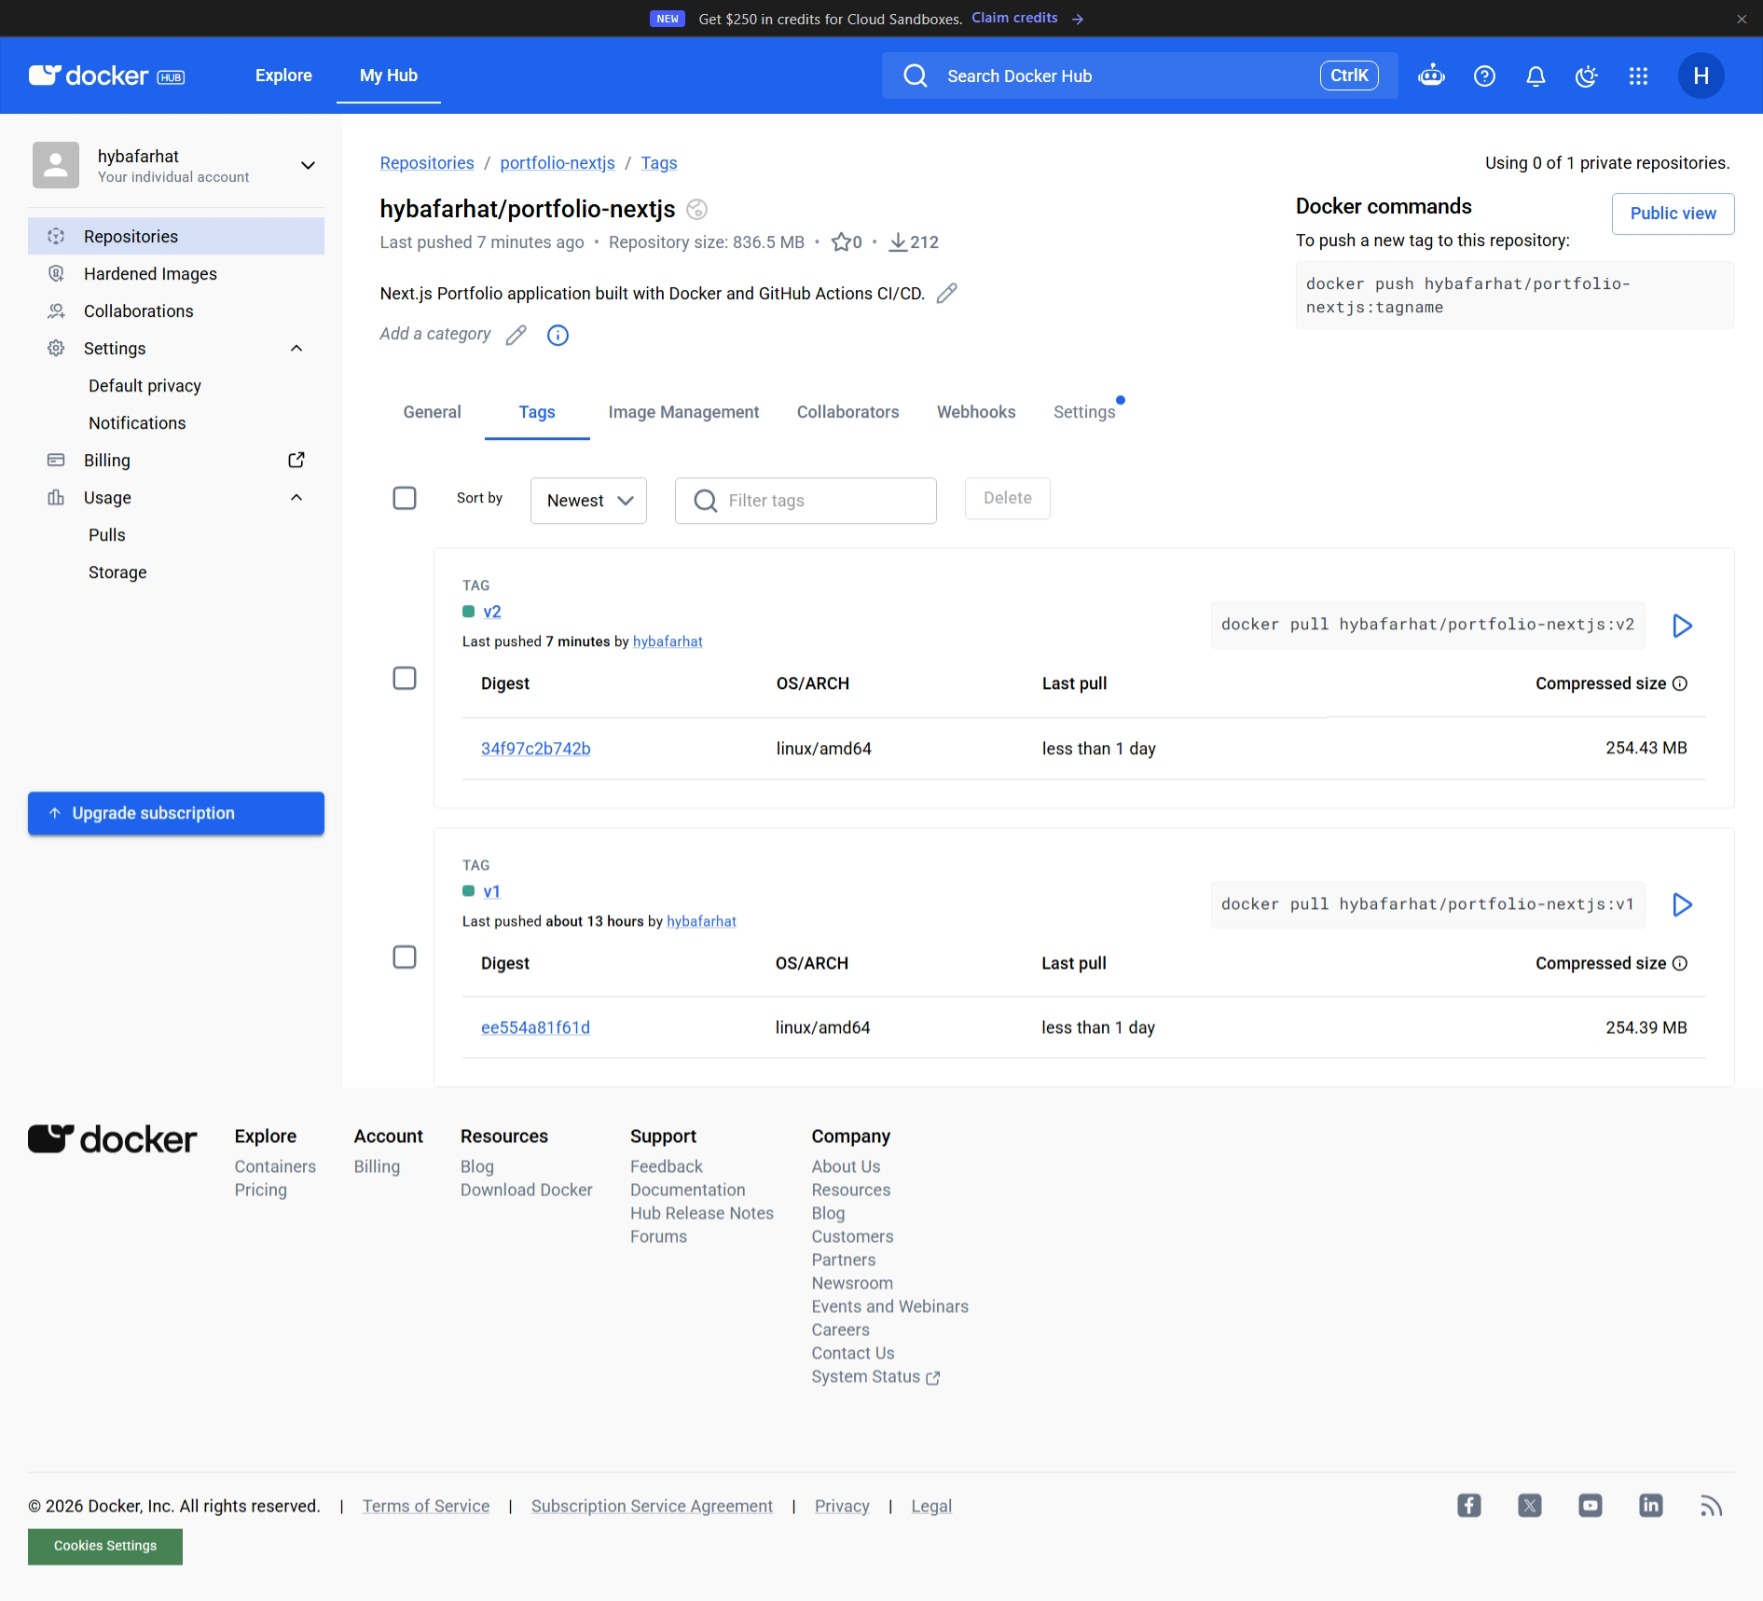 NEW Get $250 in credits for Cloud Sandboxes. Claim credits →
docker HUB Explore My Hub Search Docker Hub CtrlK H
hybafarhat
Your individual account
Repositories
Hardened Images
Collaborations
Settings
Default privacy
Notifications
Billing
Usage
Pulls
Storage
Upgrade subscription
Repositories / portfolio-nextjs / Tags
Using 0 of 1 private repositories.
hybafarhat/portfolio-nextjs
Last pushed 7 minutes ago • Repository size: 836.5 MB • 0 • 212
Next.js Portfolio application built with Docker and GitHub Actions CI/CD.
Add a category
Docker commands
Public view
To push a new tag to this repository:
docker push hybafarhat/portfolio-
nextjs:tagname
General Tags Image Management Collaborators Webhooks Settings
Sort by Newest Filter tags Delete
TAG
v2
Last pushed 7 minutes by hybafarhat
docker pull hybafarhat/portfolio-nextjs:v2
Digest OS/ARCH Last pull Compressed size
34f97c2b742b linux/amd64 less than 1 day 254.43 MB
TAG
v1
Last pushed about 13 hours by hybafarhat
docker pull hybafarhat/portfolio-nextjs:v1
Digest OS/ARCH Last pull Compressed size
ee554a81f61d linux/amd64 less than 1 day 254.39 MB
docker
Explore
Containers
Pricing
Account
Billing
Resources
Blog
Download Docker
Support
Feedback
Documentation
Hub Release Notes
Forums
Company
About Us
Resources
Blog
Customers
Partners
Newsroom
Events and Webinars
Careers
Contact Us
System Status
© 2026 Docker, Inc. All rights reserved. | Terms of Service | Subscription Service Agreement | Privacy | Legal
Cookies Settings